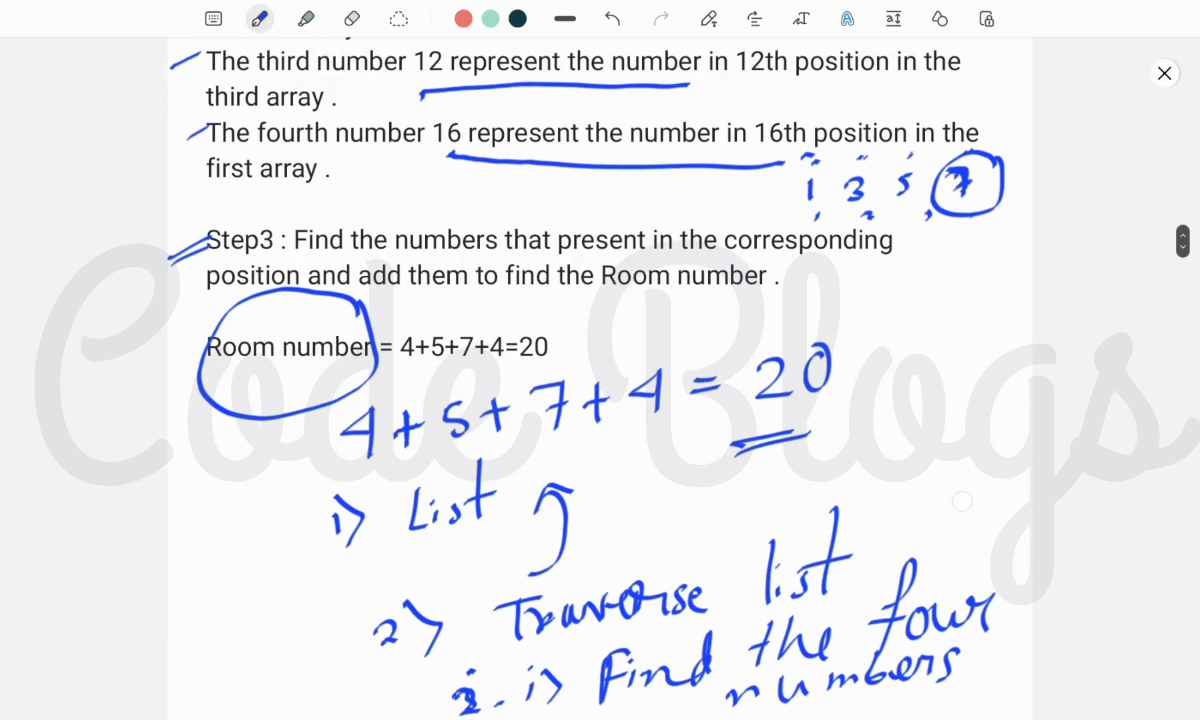 The third number 12 represent the number in 12th position in the
third array .
The fourth number 16 represent the number in 16th position in the
first array .
1 3 5 7
Step3 : Find the numbers that present in the corresponding
position and add them to find the Room number .
Room number = 4+5+7+4=20
4+5+7+4 = 20
1) List
2) Traverse list
2. 1) Find the four
numbers
Code Blogs